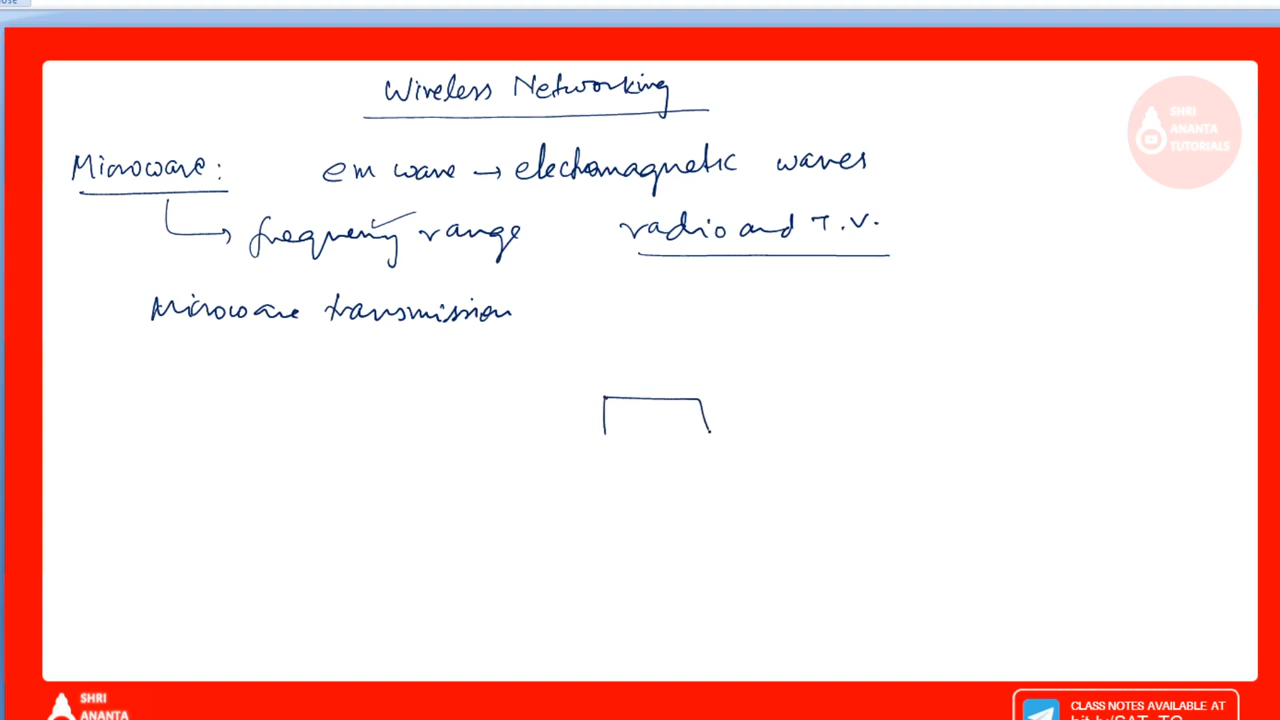 Wireless Networking
Microwave: em wave → electromagnetic waves
frequency range radio and T.V.
Microwave transmission
SHRI
ANANTA
TUTORIALS
SHRI
ANANTA
CLASS NOTES AVAILABLE AT